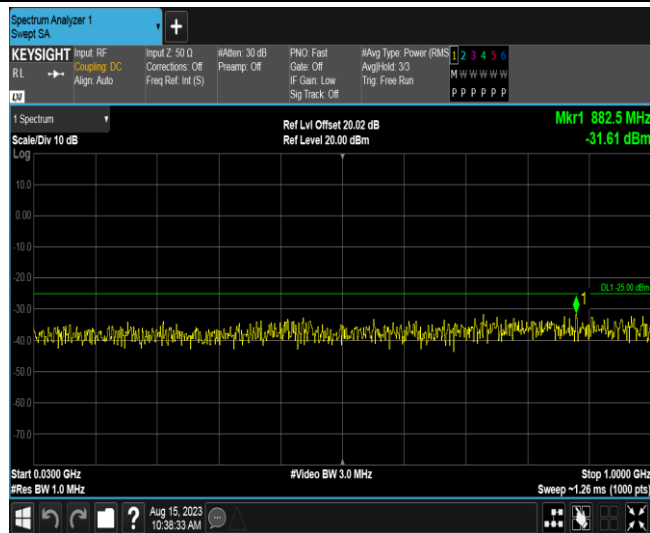 Spectrum Analyzer 1
Swept SA
+
KEYSIGHT
RL
LXI
Input: RF
Coupling: DC
Align: Auto
Input Z: 50 Ω
Corrections: Off
Freq Ref: Int (S)
#Atten: 30 dB
Preamp: Off
PNO: Fast
Gate: Off
IF Gain: Low
Sig Track: Off
#Avg Type: Power (RMS
Avg|Hold: 3/3
Trig: Free Run
1 2 3 4 5 6
M W W W W W
P P P P P P
1 Spectrum
Scale/Div 10 dB
Log
Ref Lvl Offset 20.02 dB
Ref Level 20.00 dBm
Mkr1 882.5 MHz
-31.61 dBm
10.0
0.00
-10.0
-20.0
DL1 -25.00 dBm
1
-30.0
-40.0
-50.0
-60.0
-70.0
Start 0.0300 GHz
#Video BW 3.0 MHz
Stop 1.0000 GHz
#Res BW 1.0 MHz
Sweep ~1.26 ms (1000 pts)
?
Aug 15, 2023
10:38:33 AM